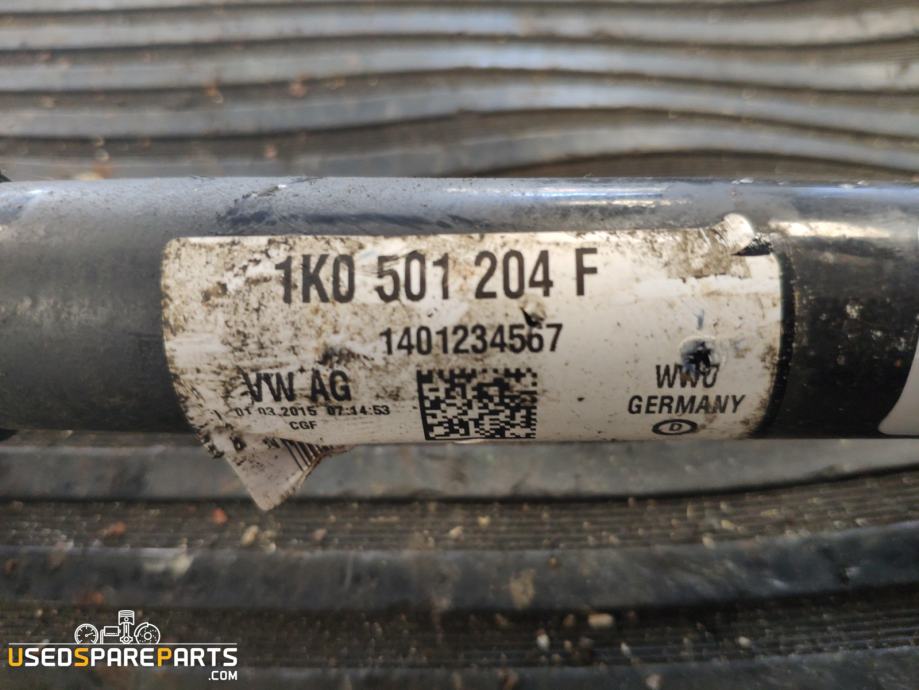 1K0 501 204 F
1401234567
VW AG
01.03.2015 07:14:53
CGF
WWU
GERMANY
D
USEDSPAREPARTS
.COM